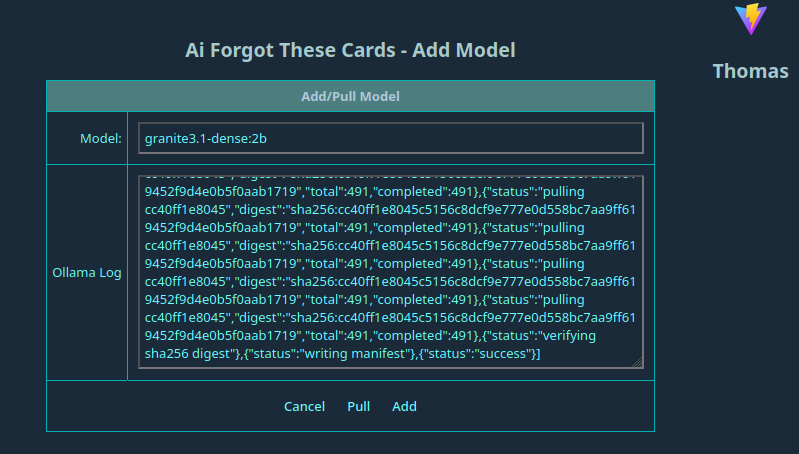 Ai Forgot These Cards - Add Model
Thomas
Add/Pull Model
Model:
granite3.1-dense:2b
Ollama Log
9452f9d4e0b5f0aab1719","total":491,"completed":491},{"status":"pulling
cc40ff1e8045","digest":"sha256:cc40ff1e8045c5156c8dcf9e777e0d558bc7aa9ff61
9452f9d4e0b5f0aab1719","total":491,"completed":491},{"status":"pulling
cc40ff1e8045","digest":"sha256:cc40ff1e8045c5156c8dcf9e777e0d558bc7aa9ff61
9452f9d4e0b5f0aab1719","total":491,"completed":491},{"status":"pulling
cc40ff1e8045","digest":"sha256:cc40ff1e8045c5156c8dcf9e777e0d558bc7aa9ff61
9452f9d4e0b5f0aab1719","total":491,"completed":491},{"status":"pulling
cc40ff1e8045","digest":"sha256:cc40ff1e8045c5156c8dcf9e777e0d558bc7aa9ff61
9452f9d4e0b5f0aab1719","total":491,"completed":491},{"status":"verifying
sha256 digest"},{"status":"writing manifest"},{"status":"success"}]
Cancel Pull Add